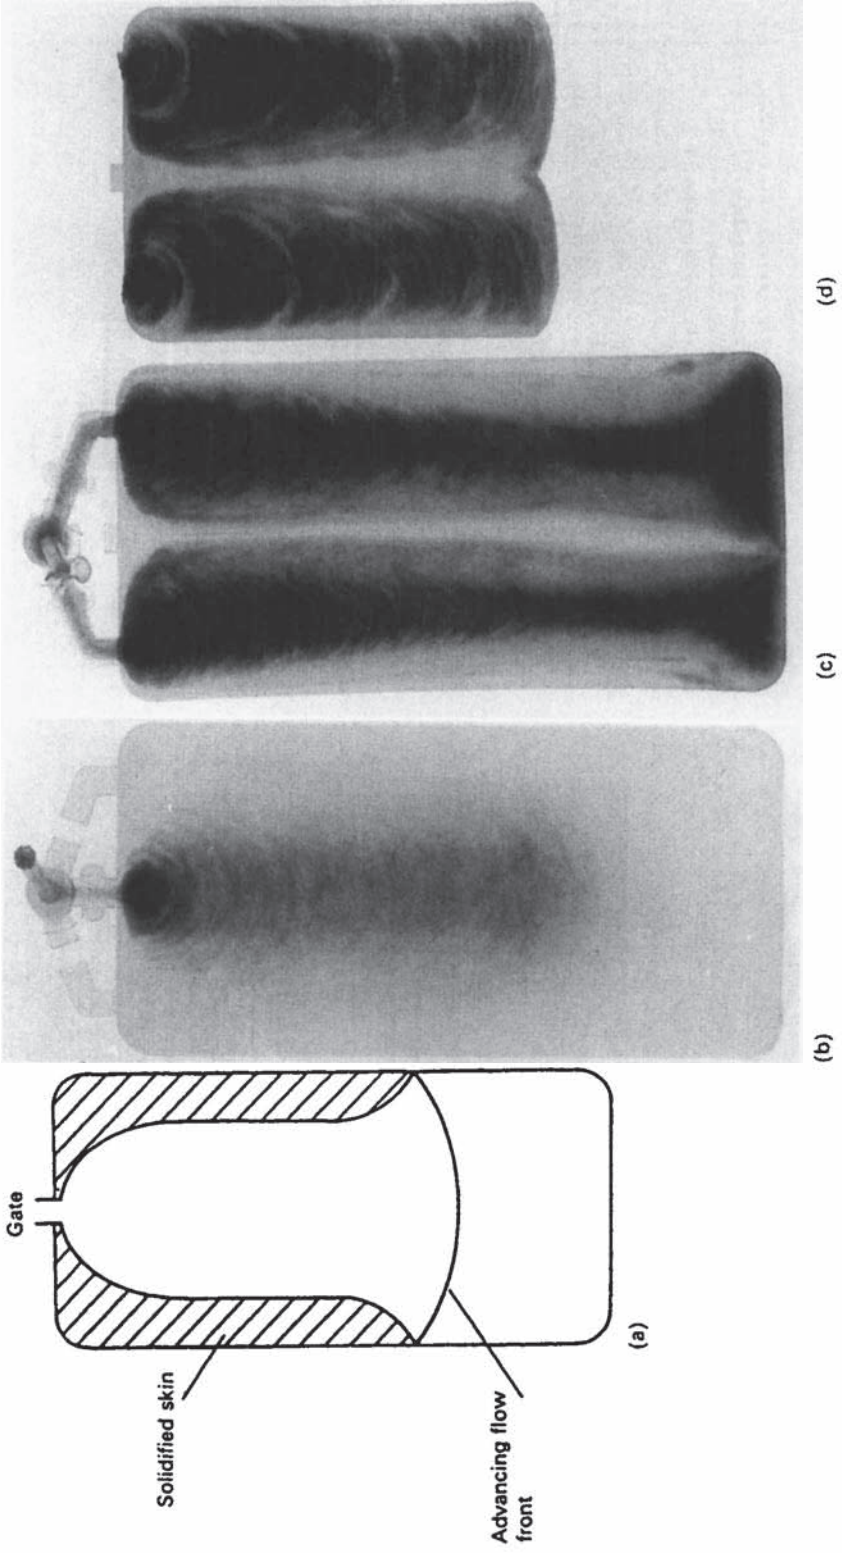 Gate
Solidified skin
Advancing flow
front
(a)
(b)
(c)
(d)